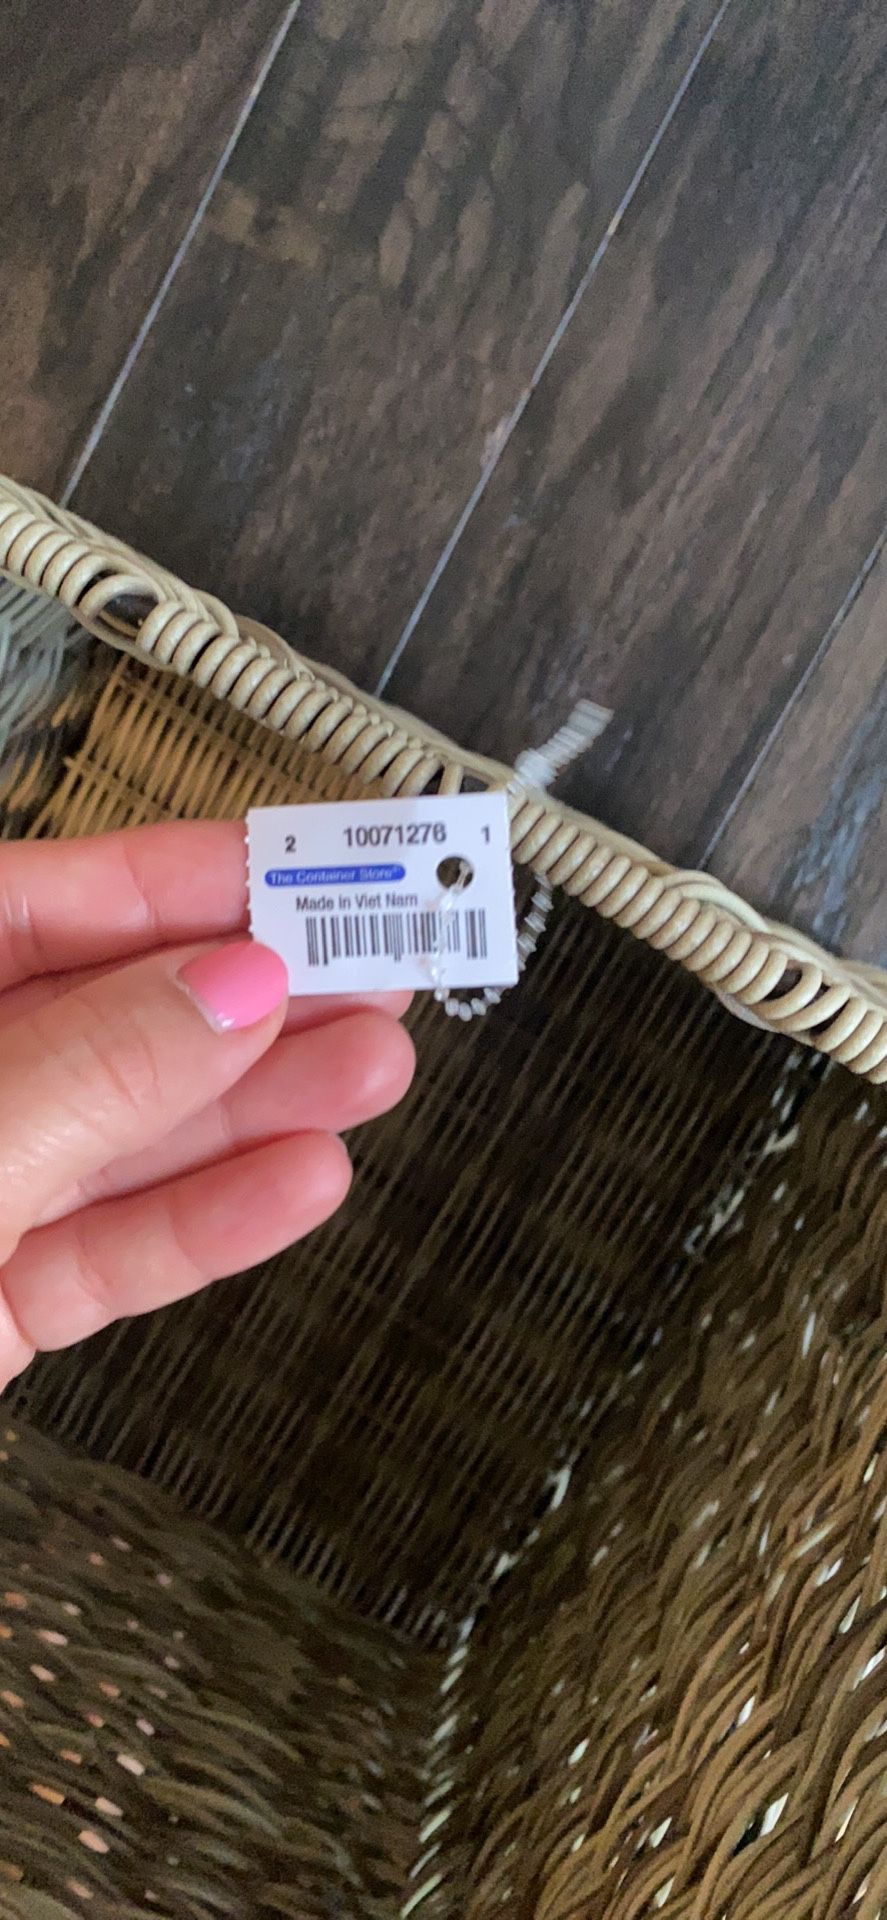 2 10071276 1
The Container Store
Made in Viet Nam